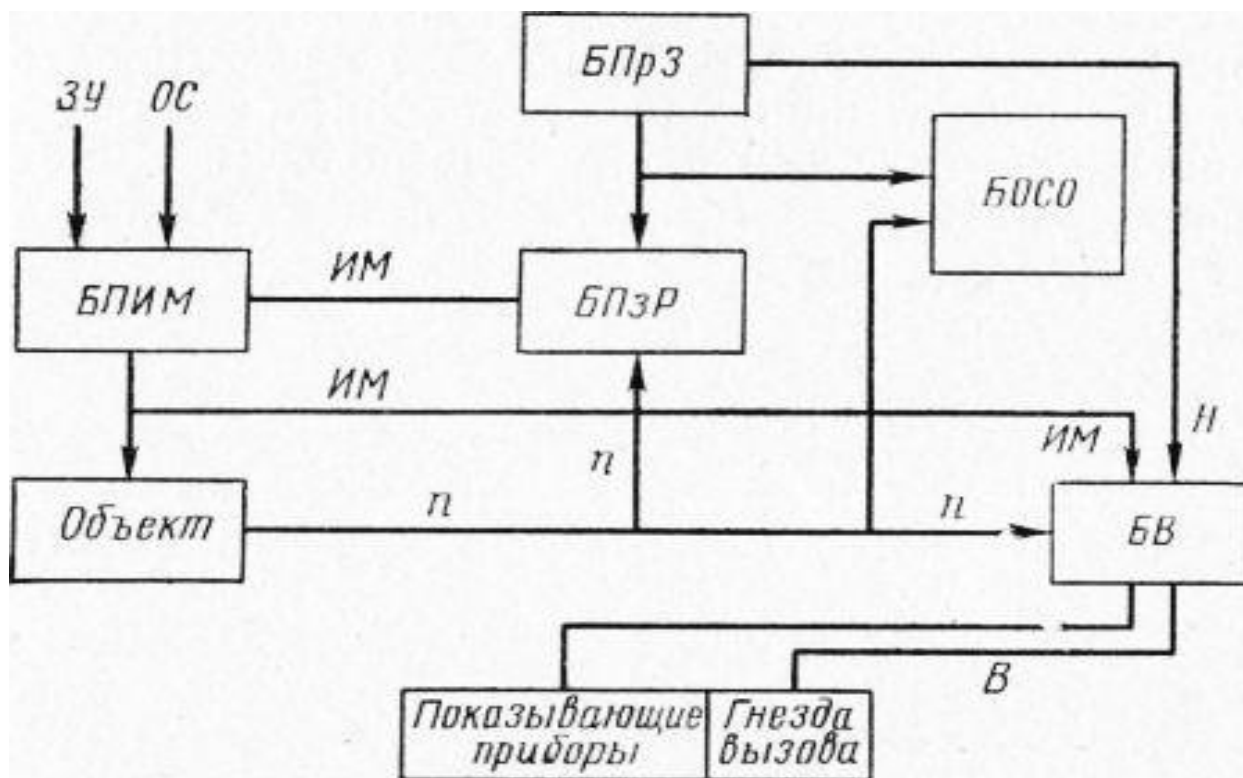 БПрЗ
ЗУ ОС
БОСО
БПИМ
ИМ
БПзР
ИМ
ИМ
Н
п
Объект
п
п
БВ
В
Показывающие
приборы
Гнезда
вызова